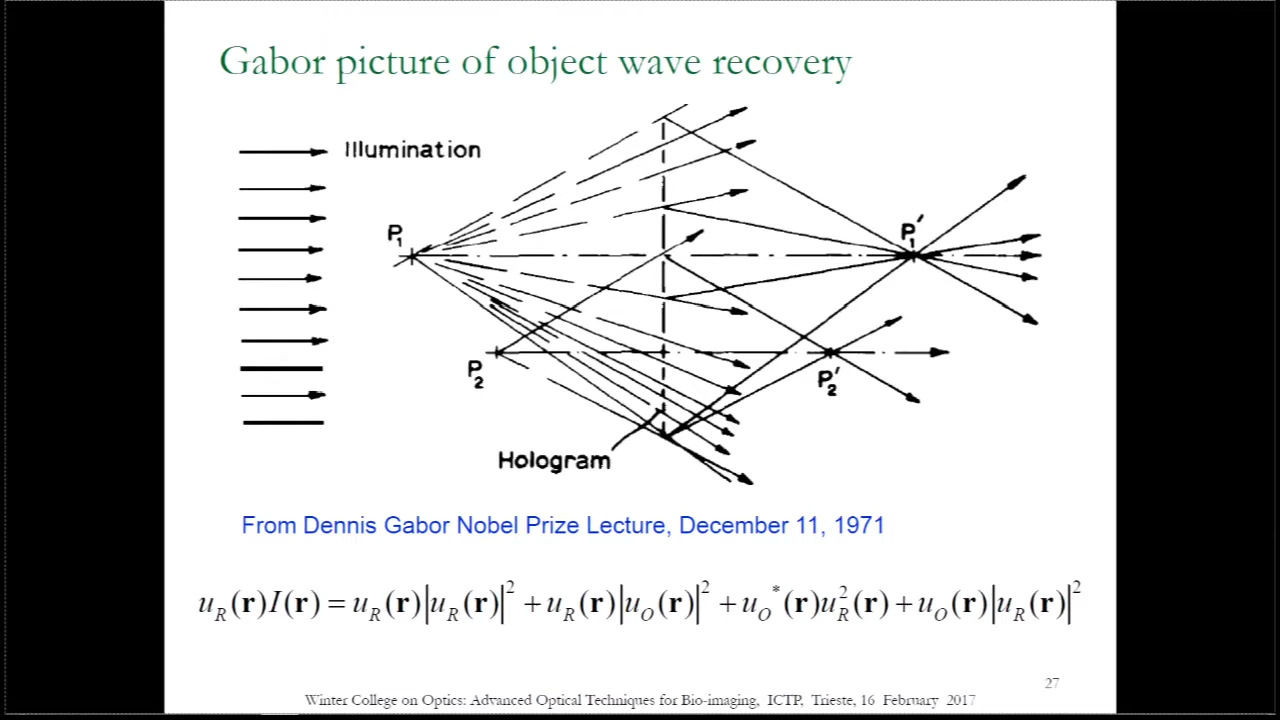 Gabor picture of object wave recovery
Illumination
P₁
P₁′
P₂
P₂′
Hologram
From Dennis Gabor Nobel Prize Lecture, December 11, 1971
u_R(r)I(r) = u_R(r)|u_R(r)|² + u_R(r)|u_O(r)|² + u_O*(r)u_R²(r) + u_O(r)|u_R(r)|²
27
Winter College on Optics: Advanced Optical Techniques for Bio-imaging, ICTP, Trieste, 16 February 2017